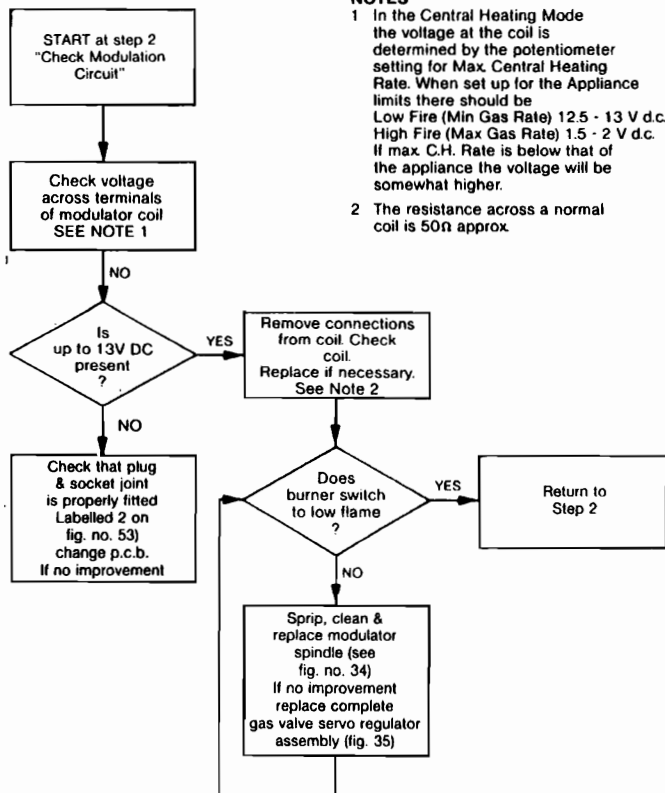 START at step 2
"Check Modulation
Circuit"
Check voltage
across terminals
of modulator coil
SEE NOTE 1
NO
Is
up to 13V DC
present
?
YES
NO
Check that plug
& socket joint
is properly fitted
Labelled 2 on
fig. no. 53)
change p.c.b.
If no improvement
Remove connections
from coil. Check
coil.
Replace if necessary.
See Note 2
Does
burner switch
to low flame
?
YES
Return to
Step 2
NO
Sprip, clean &
replace modulator
spindle (see
fig. no. 34)
If no improvement
replace complete
gas valve servo regulator
assembly (fig. 35)
NOTES
1 In the Central Heating Mode
the voltage at the coil is
determined by the potentiometer
setting for Max. Central Heating
Rate. When set up for the Appliance
limits there should be
Low Fire (Min Gas Rate) 12.5 - 13 V d.c.
High Fire (Max Gas Rate) 1.5 - 2 V d.c.
If max. C.H. Rate is below that of
the appliance the voltage will be
somewhat higher.
2 The resistance across a normal
coil is 50Ω approx.